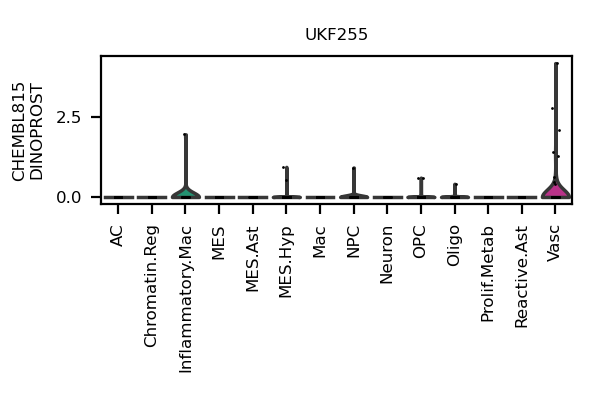 UKF255
CHEMBL815
DINOPROST
2.5
0.0
AC
Chromatin.Reg
Inflammatory.Mac
MES
MES.Ast
MES.Hyp
Mac
NPC
Neuron
OPC
Oligo
Prolif.Metab
Reactive.Ast
Vasc